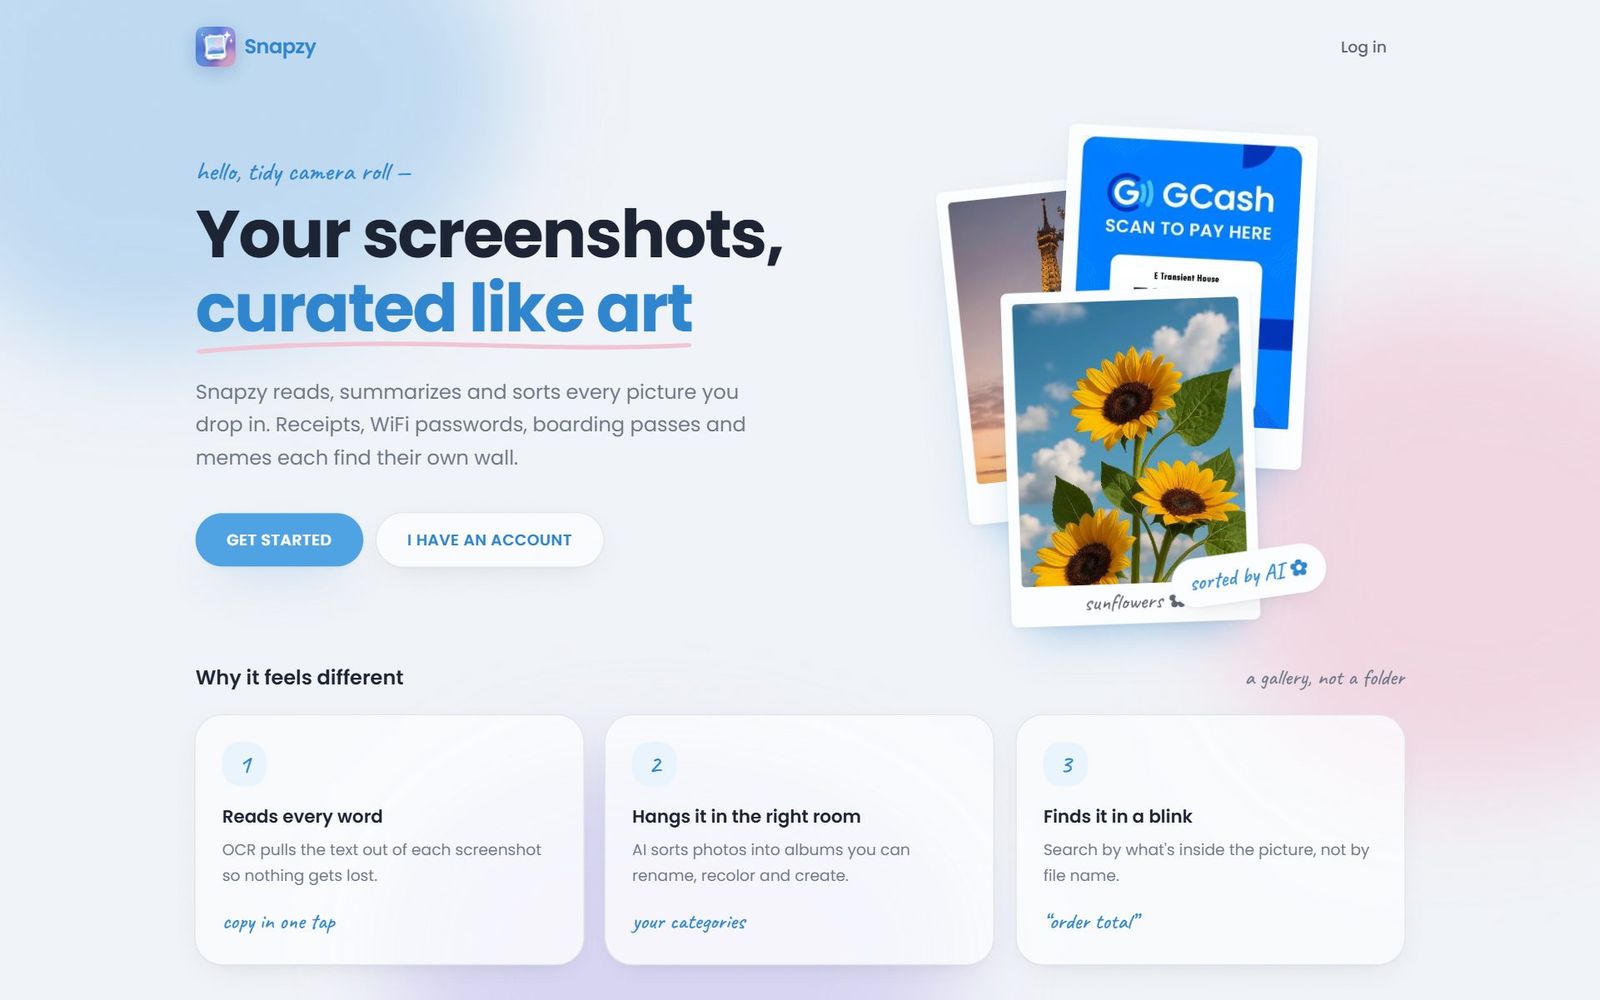 Snapzy
Log in
hello, tidy camera roll —
Your screenshots,
curated like art
Snapzy reads, summarizes and sorts every picture you
drop in. Receipts, WiFi passwords, boarding passes and
memes each find their own wall.
GET STARTED
I HAVE AN ACCOUNT
G GCash
SCAN TO PAY HERE
E Transient House
sunflowers
sorted by AI
Why it feels different
a gallery, not a folder
1
Reads every word
OCR pulls the text out of each screenshot
so nothing gets lost.
copy in one tap
2
Hangs it in the right room
AI sorts photos into albums you can
rename, recolor and create.
your categories
3
Finds it in a blink
Search by what's inside the picture, not by
file name.
“order total”